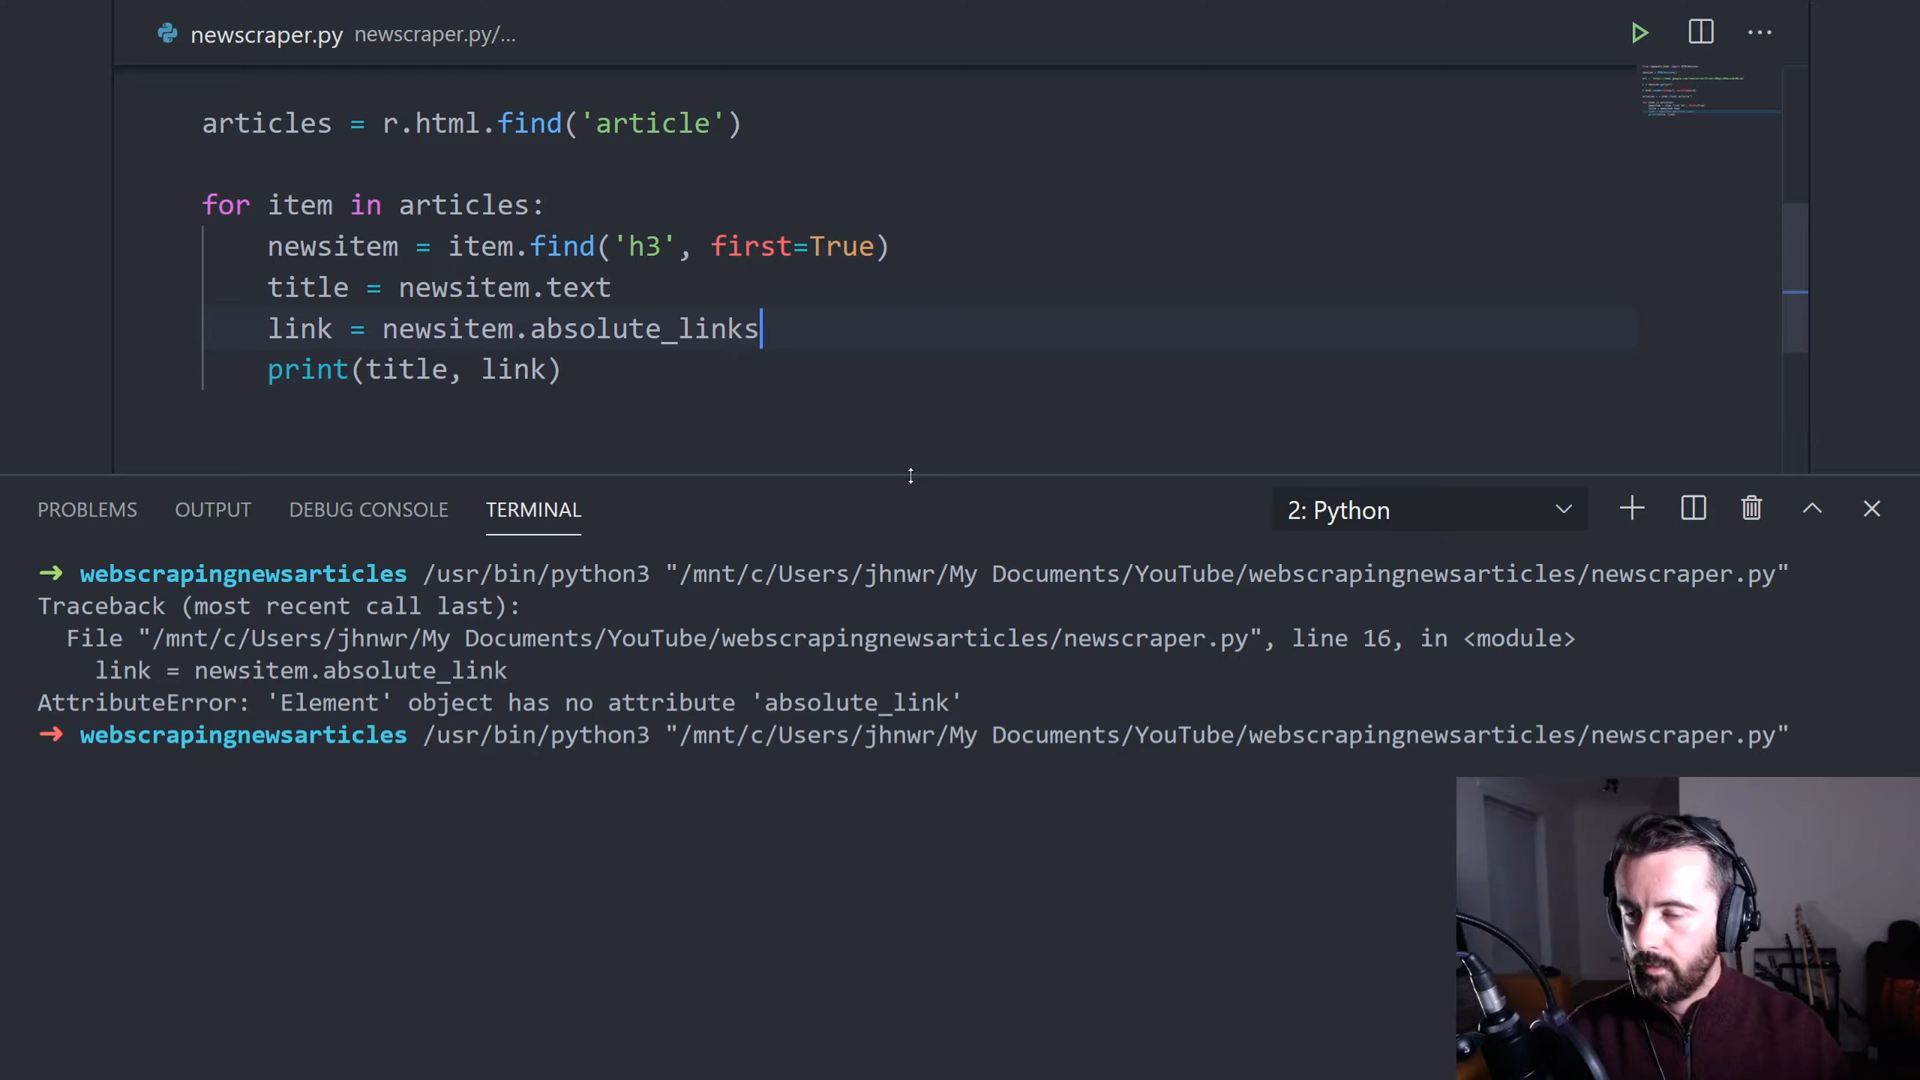 newscraper.py newscraper.py/...
articles = r.html.find('article')
for item in articles:
newsitem = item.find('h3', first=True)
title = newsitem.text
link = newsitem.absolute_links
print(title, link)
PROBLEMS OUTPUT DEBUG CONSOLE TERMINAL 2: Python
➜ webscrapingnewsarticles /usr/bin/python3 "/mnt/c/Users/jhnwr/My Documents/YouTube/webscrapingnewsarticles/newscraper.py"
Traceback (most recent call last):
File "/mnt/c/Users/jhnwr/My Documents/YouTube/webscrapingnewsarticles/newscraper.py", line 16, in <module>
link = newsitem.absolute_link
AttributeError: 'Element' object has no attribute 'absolute_link'
➜ webscrapingnewsarticles /usr/bin/python3 "/mnt/c/Users/jhnwr/My Documents/YouTube/webscrapingnewsarticles/newscraper.py"